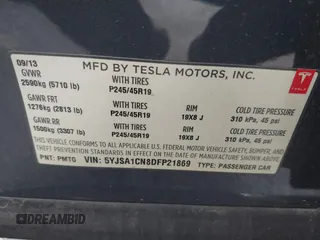 09/13
MFD BY TESLA MOTORS, INC.
TESLA
GVWR
2590kg (5710 lb)
WITH TIRES
P245/45R19
GAWR FRT
1276kg (2813 lb)
WITH TIRES
P245/45R19
RIM
19X8 J
COLD TIRE PRESSURE
310 kPa, 45 psi
GAWR RR
1500kg (3307 lb)
WITH TIRES
P245/45R19
RIM
19X8 J
COLD TIRE PRESSURE
310 kPa, 45 psi
THIS VEHICLE CONFORMS TO ALL APPLICABLE FEDERAL MOTOR VEHICLE SAFETY, BUMPER, AND
THEFT PREVENTION STANDARDS IN EFFECT ON THE DATE OF MANUFACTURE SHOWN ABOVE.
PNT: PMTG VIN: 5YJSA1CN8DFP21869 TYPE: PASSENGER CAR
DREAMBID